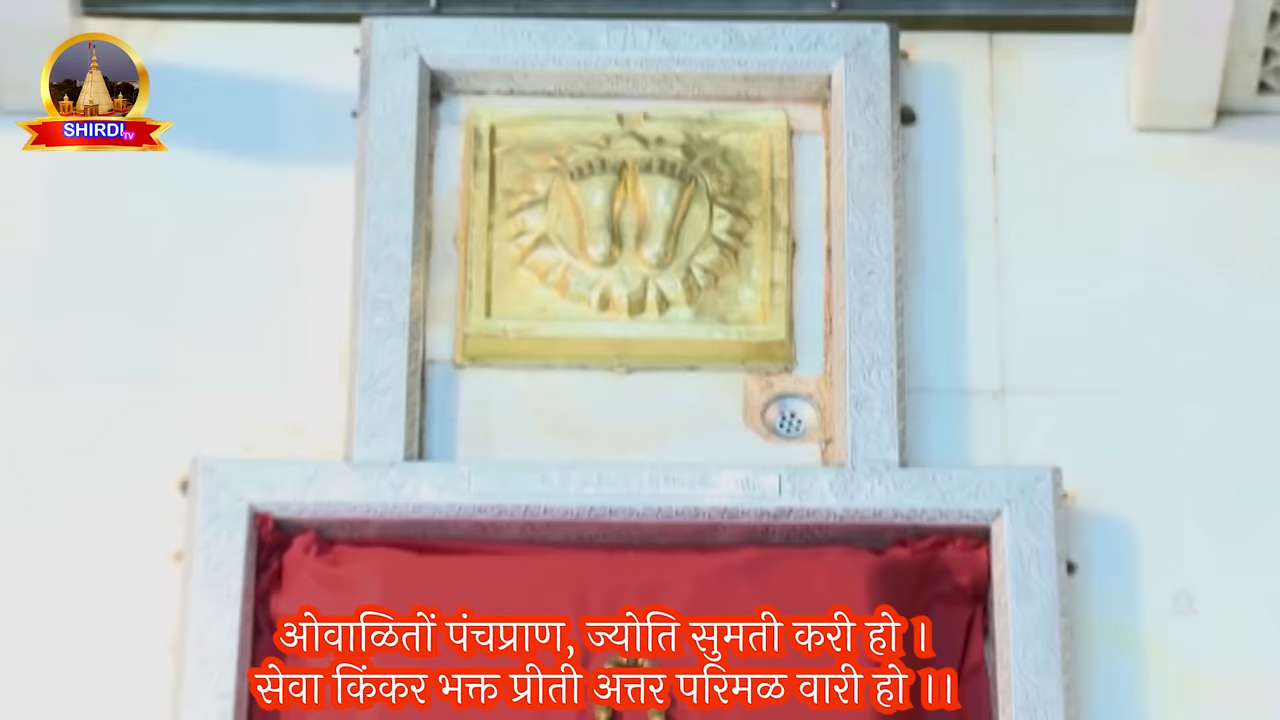 SHIRDI TV
ओवाळितों पंचप्राण, ज्योति सुमती करी हो ।
सेवा किंकर भक्त प्रीती अत्तर परिमळ वारी हो ।।